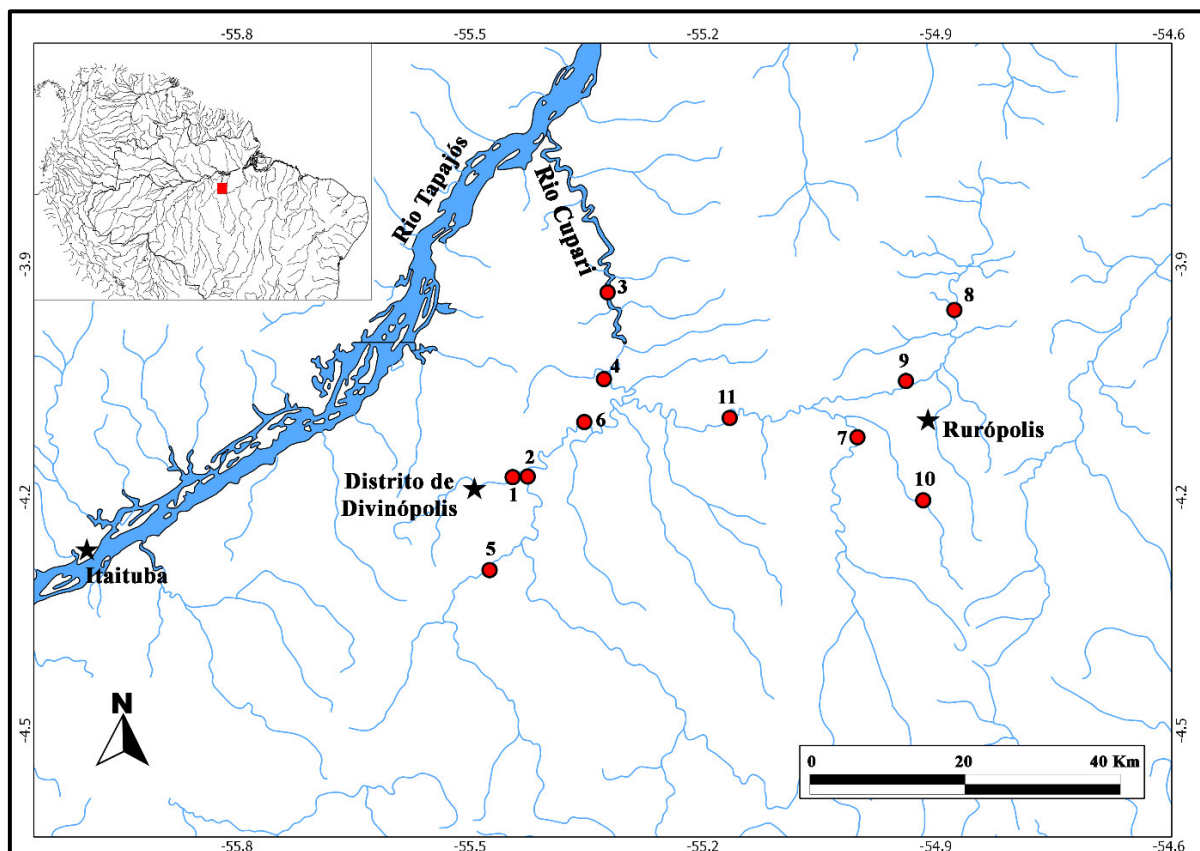 -55.8 -55.5 -55.2 -54.9 -54.6
Rio Tapajós
Rio Cuparí
-3.9 -3.9
3
8
4
9
11
6
7
Rurópolis
2
1
Distrito de
Divinópolis
10
-4.2 -4.2
5
Itaituba
N
-4.5 -4.5
0 20 40 Km
-55.8 -55.5 -55.2 -54.9 -54.6